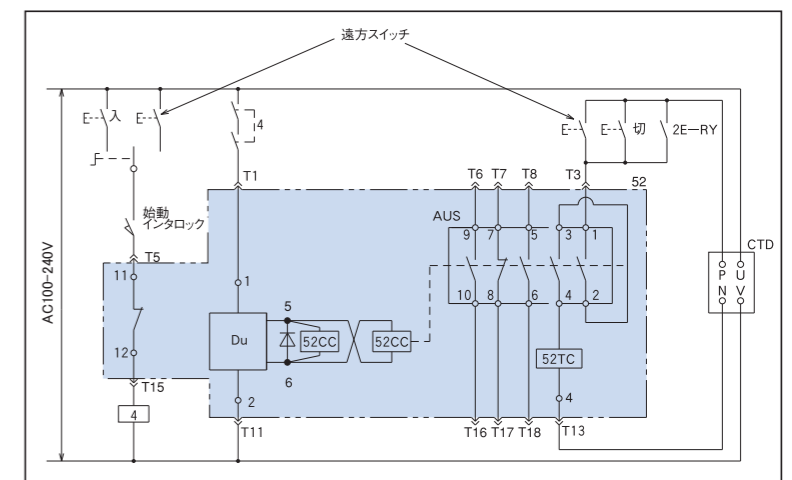 遠方スイッチ
E
入
E
4
E
E
切
2E-RY
T1
T6
T7
T8
T3
52
始動
インタロック
AUS
9
7
5
3
1
T5
AC100-240V
11
1
CTD
P
N
U
V
10
8
6
4
2
5
Du
52CC
52CC
12
6
52TC
T15
4
2
4
T11
T16
T17
T18
T13